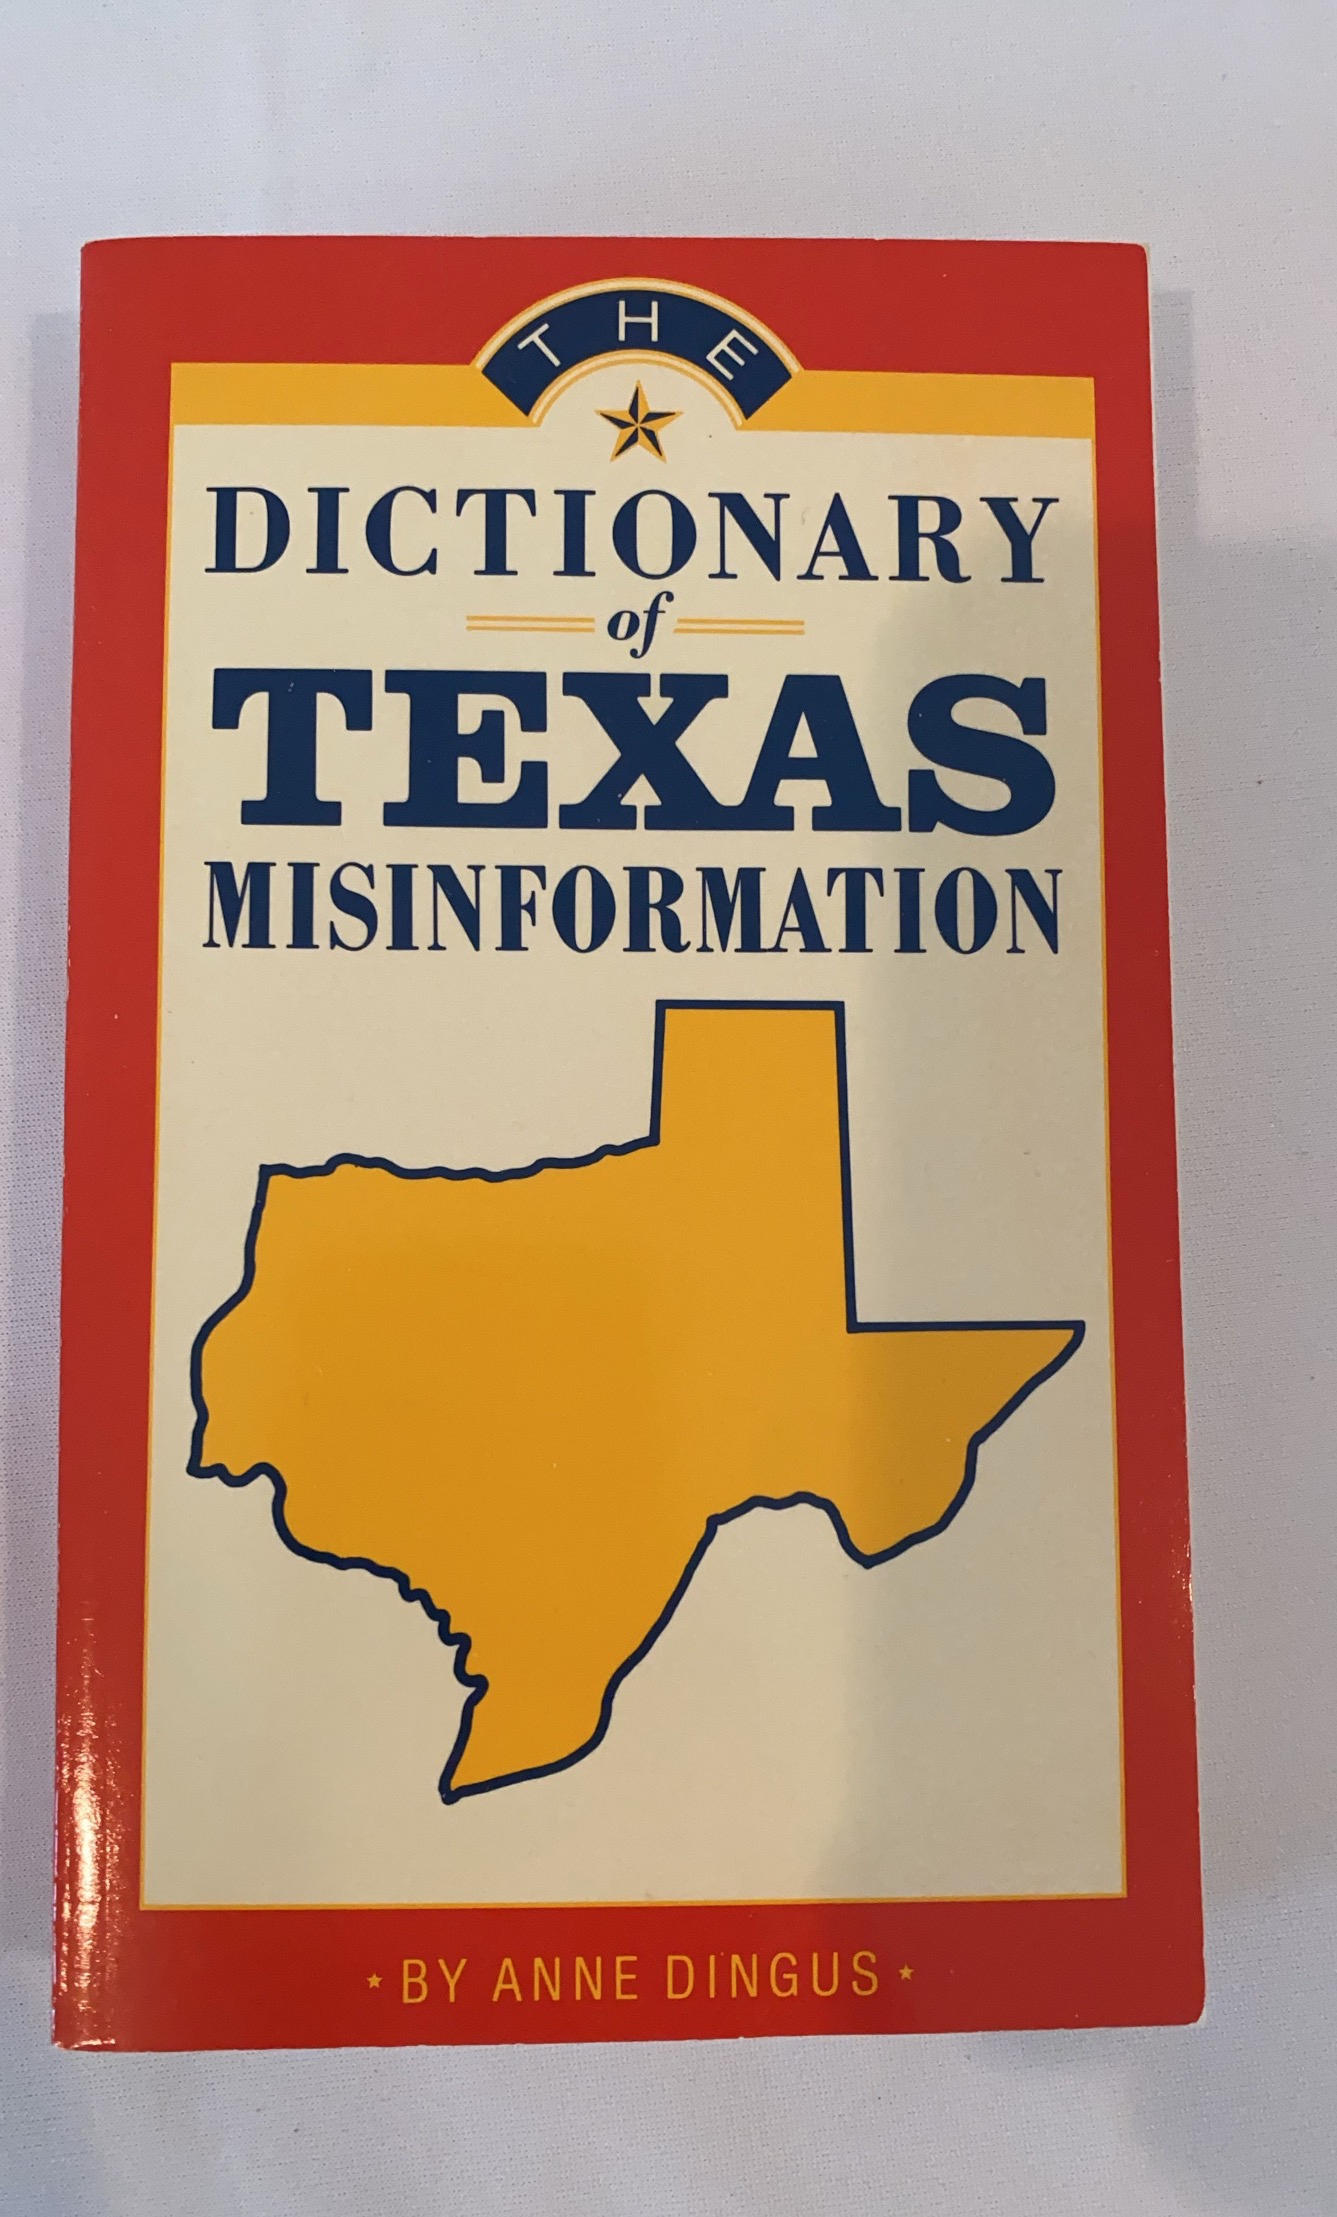 THE
DICTIONARY
of
TEXAS
MISINFORMATION
BY ANNE DINGUS